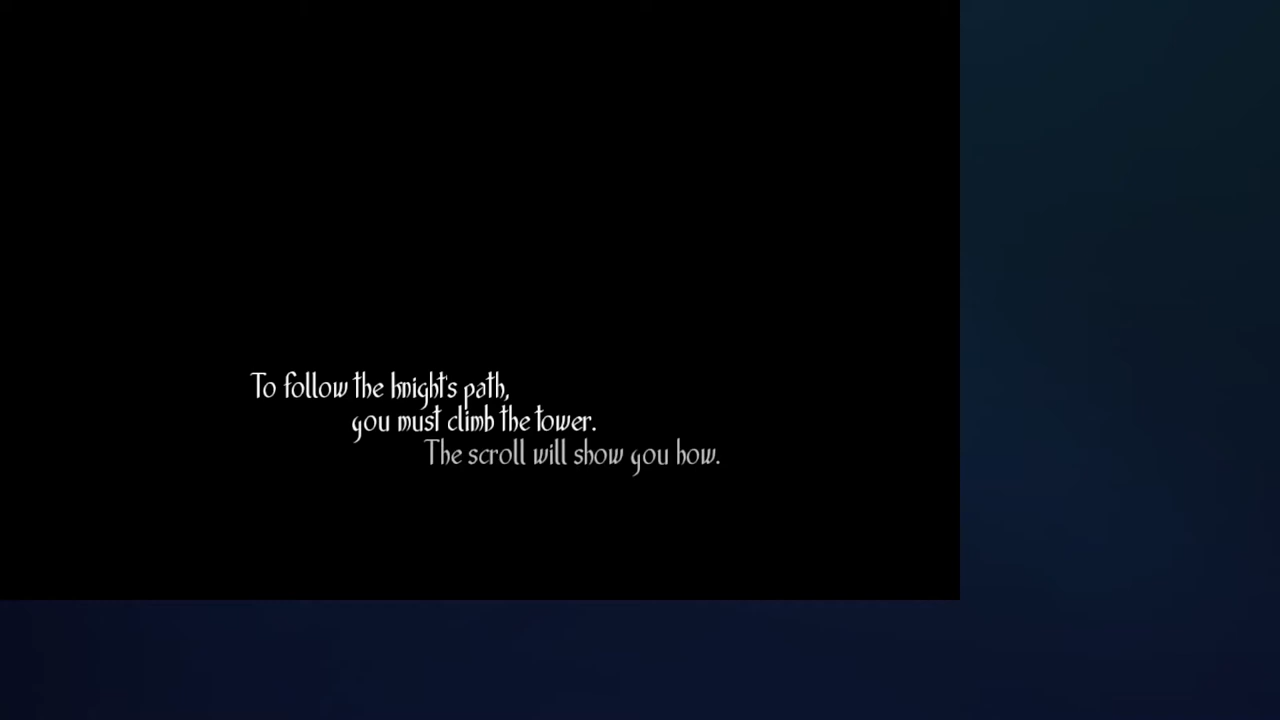 To follow the knight's path,
you must climb the tower.
The scroll will show you how.